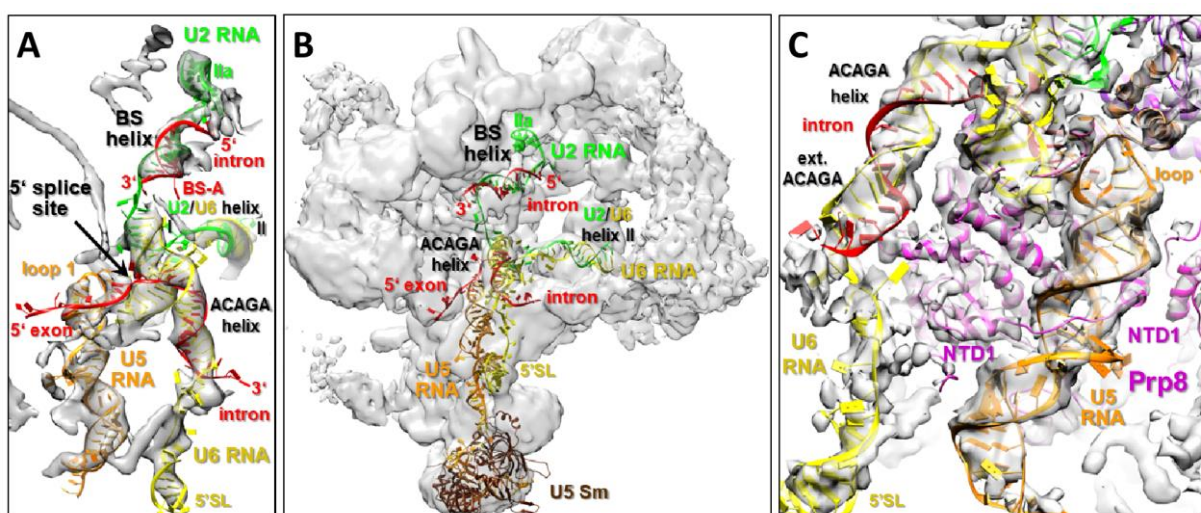 A
U2 RNA
IIa
BS
helix
5‘
intron
3‘
5‘ splice
site
BS-A
U2/U6 helix
I
II
loop 1
5‘ exon
ACAGA
helix
U5
RNA
3‘
intron
U6 RNA
5’SL
B
BS
helix
IIa
U2 RNA
5‘
3‘
intron
U2/U6
helix II
ACAGA
helix
U6 RNA
5‘ exon
intron
U5
RNA
5’SL
U5 Sm
C
ACAGA
helix
intron
ext.
ACAGA
loop 1
U6
RNA
NTD1
NTD1
Prp8
U5
RNA
5’SL